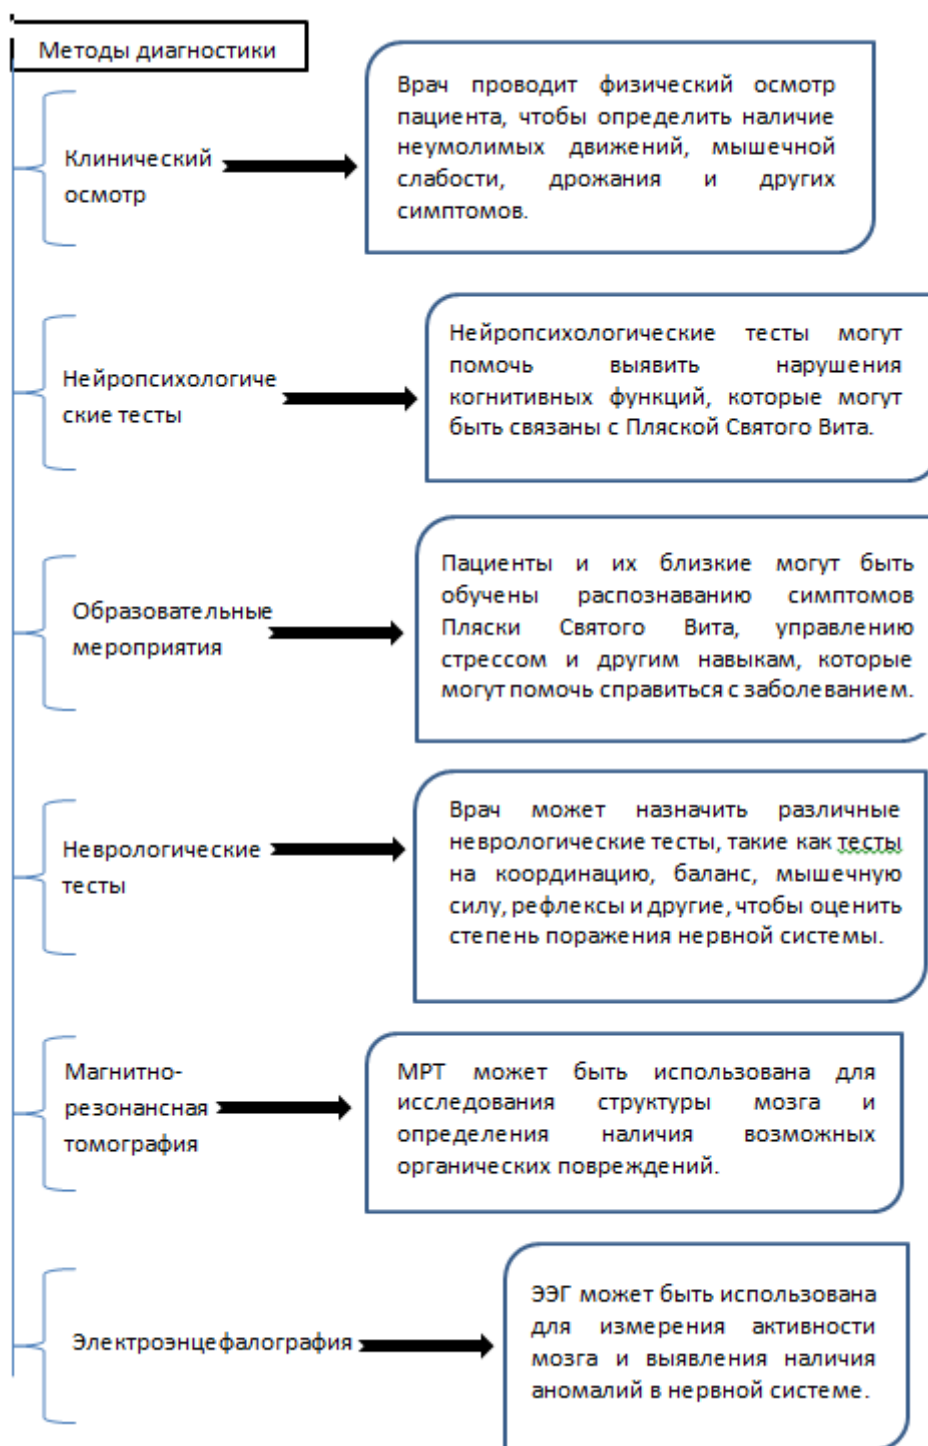 Методы диагностики
Клинический
осмотр
Врач проводит физический осмотр
пациента, чтобы определить наличие
неумолимых движений, мышечной
слабости, дрожания и других
симптомов.
Нейропсихологиче
ские тесты
Нейропсихологические тесты могут
помочь выявить нарушения
когнитивных функций, которые могут
быть связаны с Пляской Святого Вита.
Образовательные
мероприятия
Пациенты и их близкие могут быть
обучены распознаванию симптомов
Пляски Святого Вита, управлению
стрессом и другим навыкам, которые
могут помочь справиться с заболеванием.
Неврологические
тесты
Врач может назначить различные
неврологические тесты, такие как тесты
на координацию, баланс, мышечную
силу, рефлексы и другие, чтобы оценить
степень поражения нервной системы.
Магнитно-
резонансная
томография
МРТ может быть использована для
исследования структуры мозга и
определения наличия возможных
органических повреждений.
Электроэнцефалография
ЭЭГ может быть использована
для измерения активности
мозга и выявления наличия
аномалий в нервной системе.